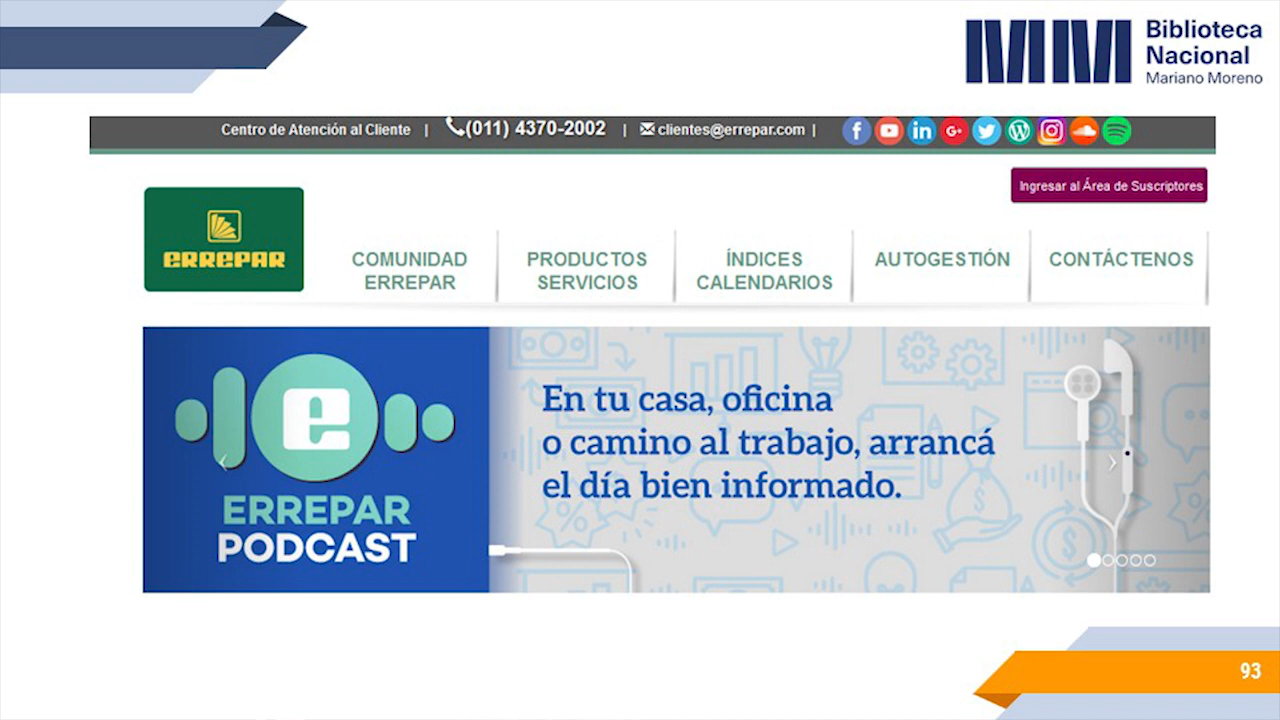 Biblioteca
Nacional
Mariano Moreno
Centro de Atención al Cliente | (011) 4370-2002 | clientes@errepar.com |
Ingresar al Área de Suscriptores
ERREPAR
COMUNIDAD
ERREPAR
PRODUCTOS
SERVICIOS
ÍNDICES
CALENDARIOS
AUTOGESTIÓN
CONTÁCTENOS
e
ERREPAR
PODCAST
En tu casa, oficina
o camino al trabajo, arrancá
el día bien informado.
93